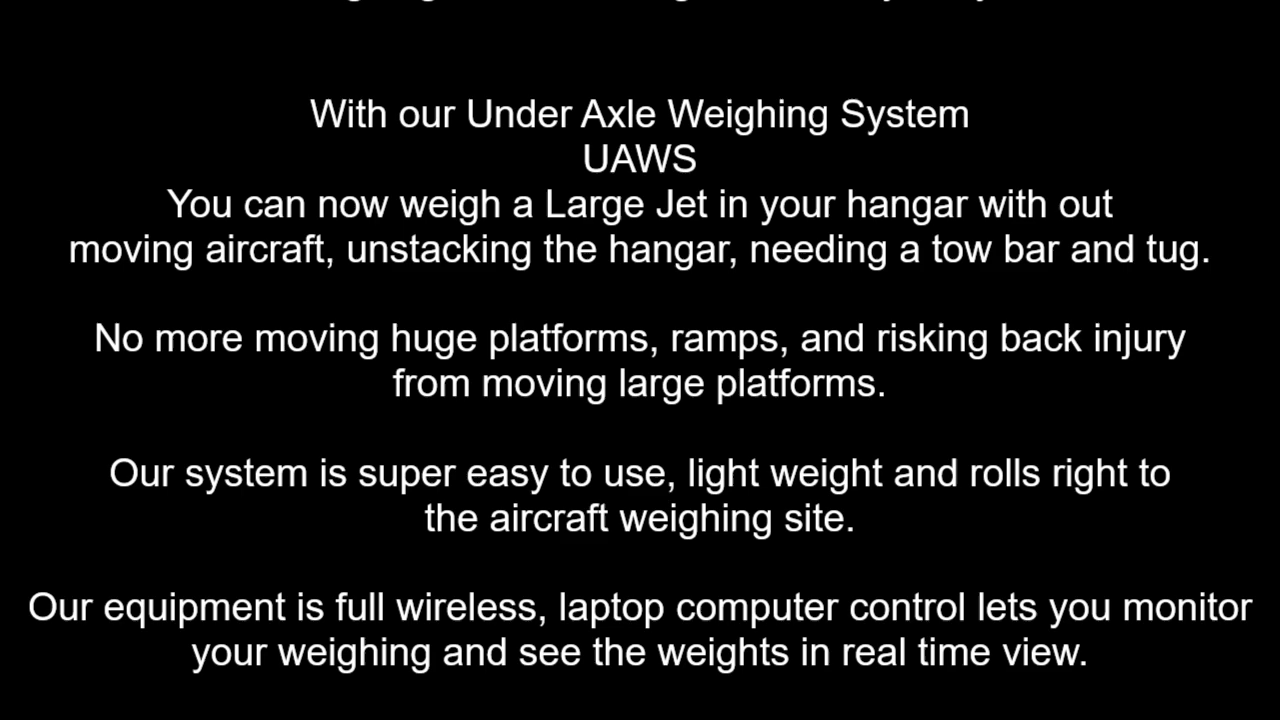 With our Under Axle Weighing System
UAWS
You can now weigh a Large Jet in your hangar with out
moving aircraft, unstacking the hangar, needing a tow bar and tug.
No more moving huge platforms, ramps, and risking back injury
from moving large platforms.
Our system is super easy to use, light weight and rolls right to
the aircraft weighing site.
Our equipment is full wireless, laptop computer control lets you monitor
your weighing and see the weights in real time view.